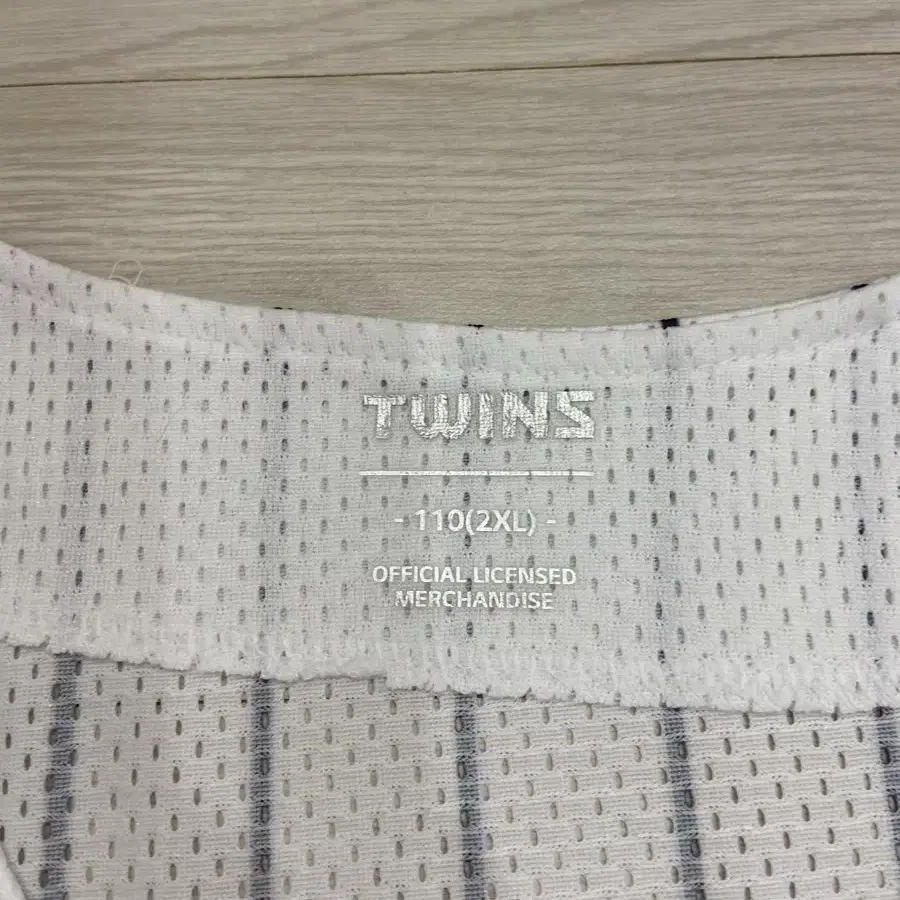 TWINS
- 110(2XL) -
OFFICIAL LICENSED
MERCHANDISE